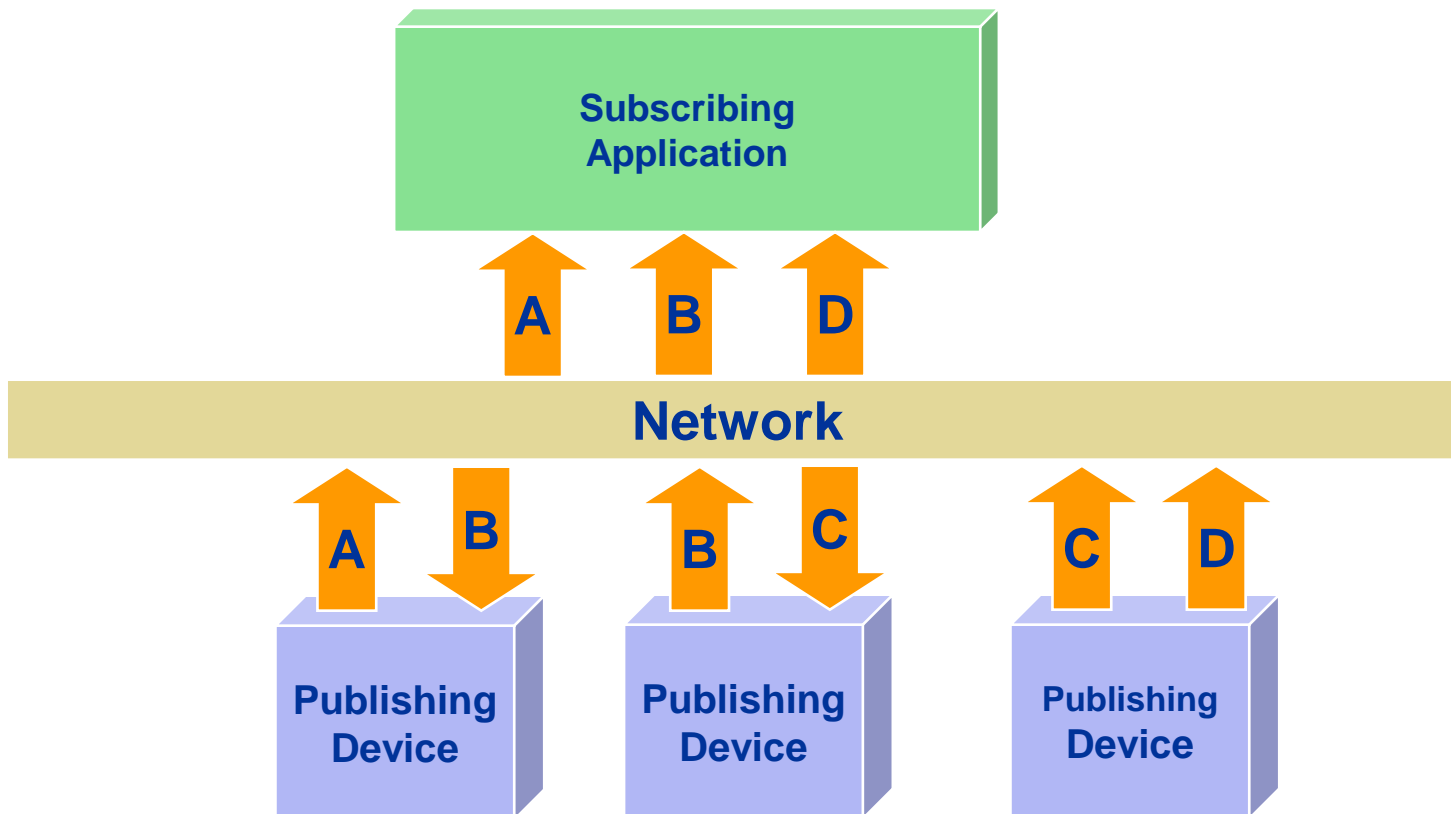 Subscribing
Application
A B D
Network
A B B C C D
Publishing
Device
Publishing
Device
Publishing
Device